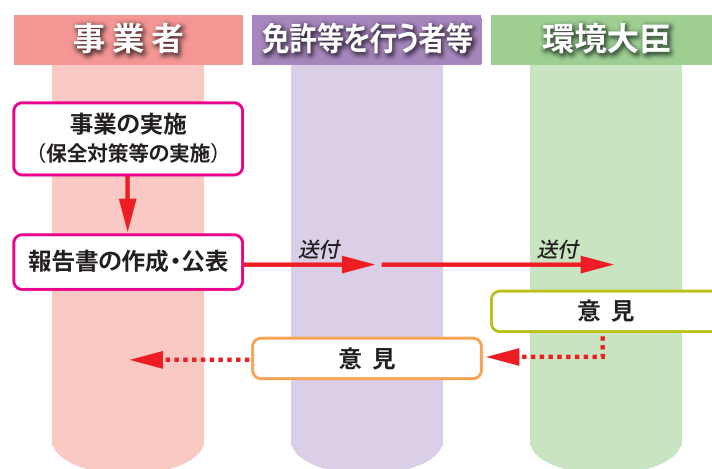 事業者
免許等を行う者等
環境大臣
事業の実施
（保全対策等の実施）
報告書の作成・公表
送付
送付
意見
意見